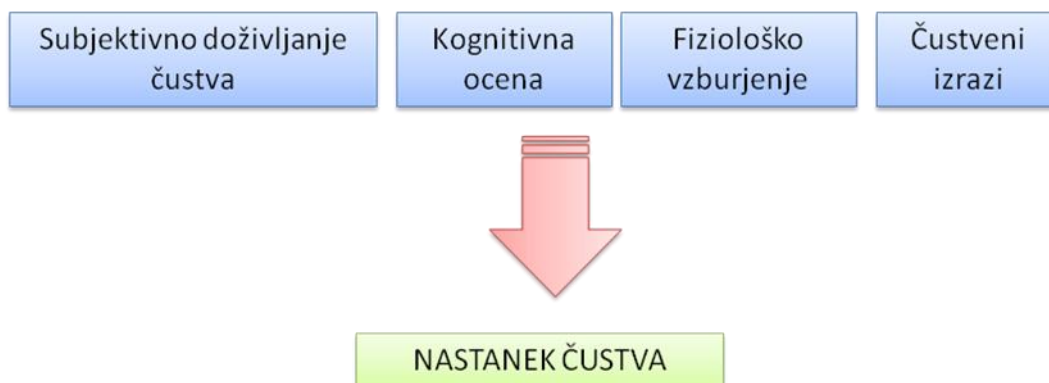 Subjektivno doživljanje
čustva
Kognitivna
ocena
Fiziološko
vzburjenje
Čustveni
izrazi
NASTANEK ČUSTVA